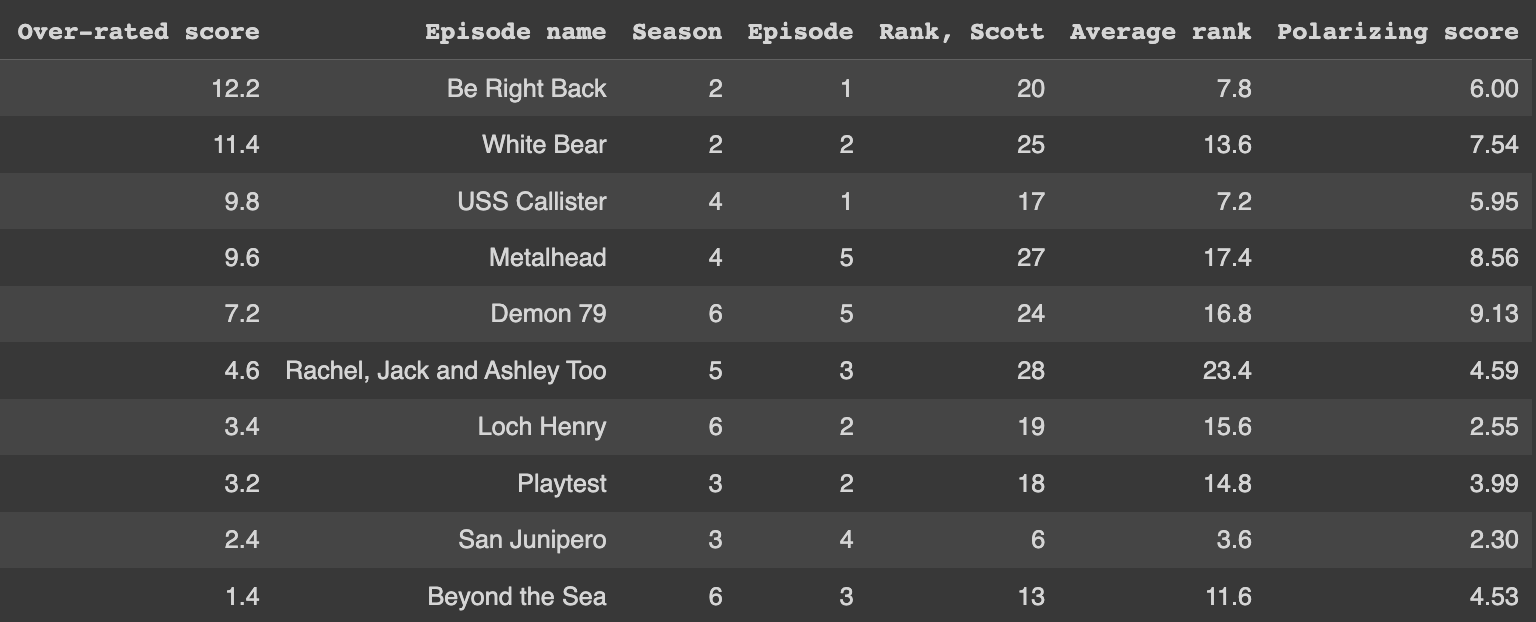 Over-rated score Episode name Season Episode Rank, Scott Average rank Polarizing score
12.2 Be Right Back 2 1 20 7.8 6.00
11.4 White Bear 2 2 25 13.6 7.54
9.8 USS Callister 4 1 17 7.2 5.95
9.6 Metalhead 4 5 27 17.4 8.56
7.2 Demon 79 6 5 24 16.8 9.13
4.6 Rachel, Jack and Ashley Too 5 3 28 23.4 4.59
3.4 Loch Henry 6 2 19 15.6 2.55
3.2 Playtest 3 2 18 14.8 3.99
2.4 San Junipero 3 4 6 3.6 2.30
1.4 Beyond the Sea 6 3 13 11.6 4.53